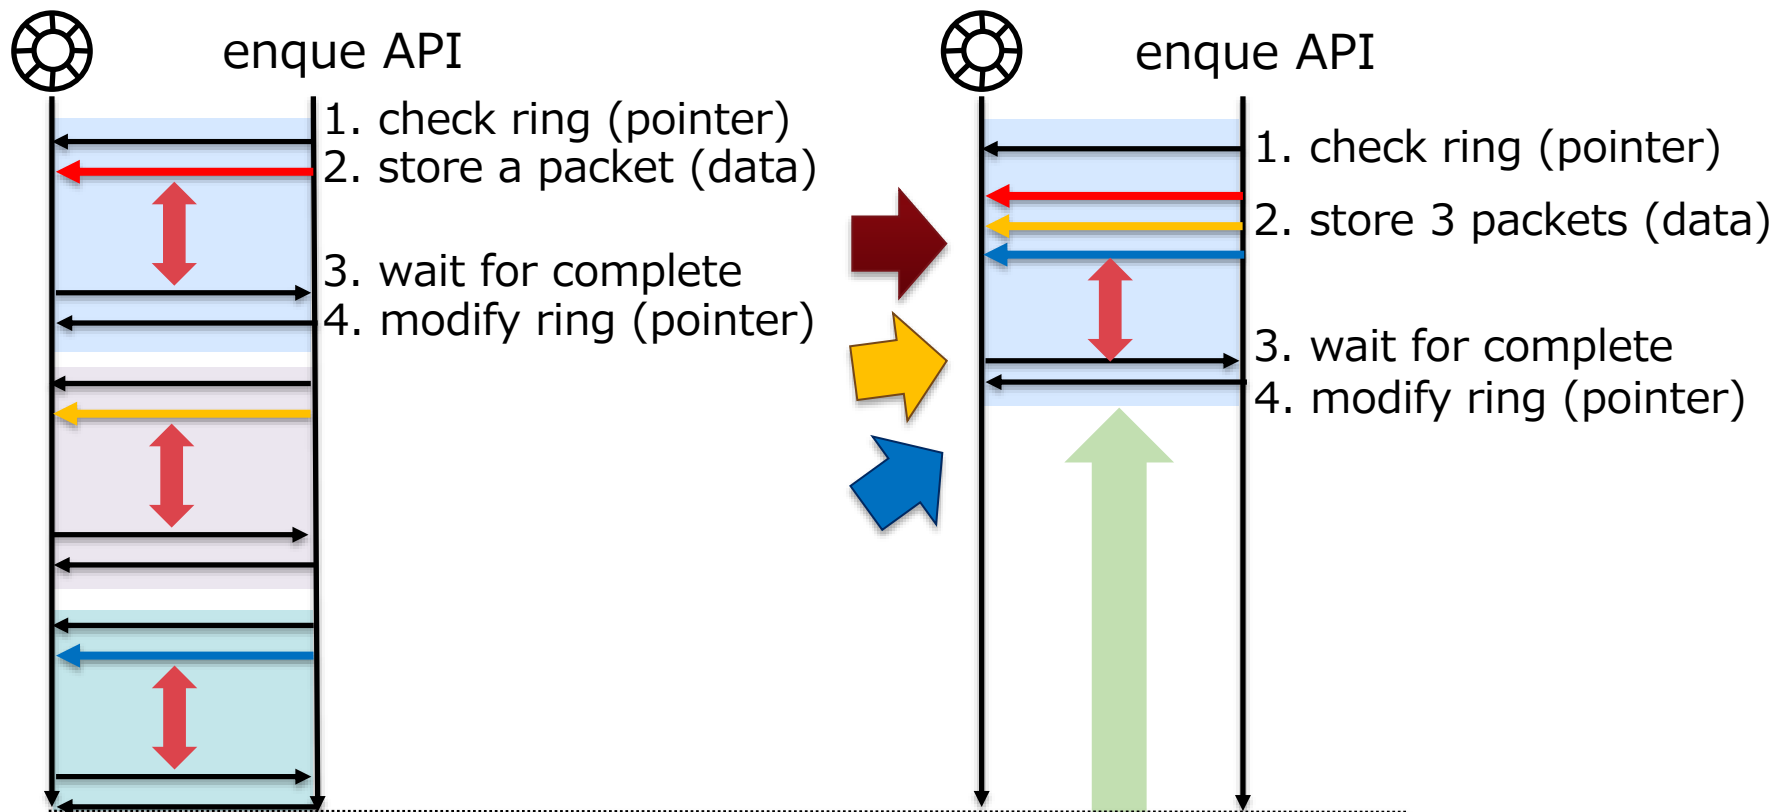 enque API
1. check ring (pointer)
2. store a packet (data)
3. wait for complete
4. modify ring (pointer)
enque API
1. check ring (pointer)
2. store 3 packets (data)
3. wait for complete
4. modify ring (pointer)